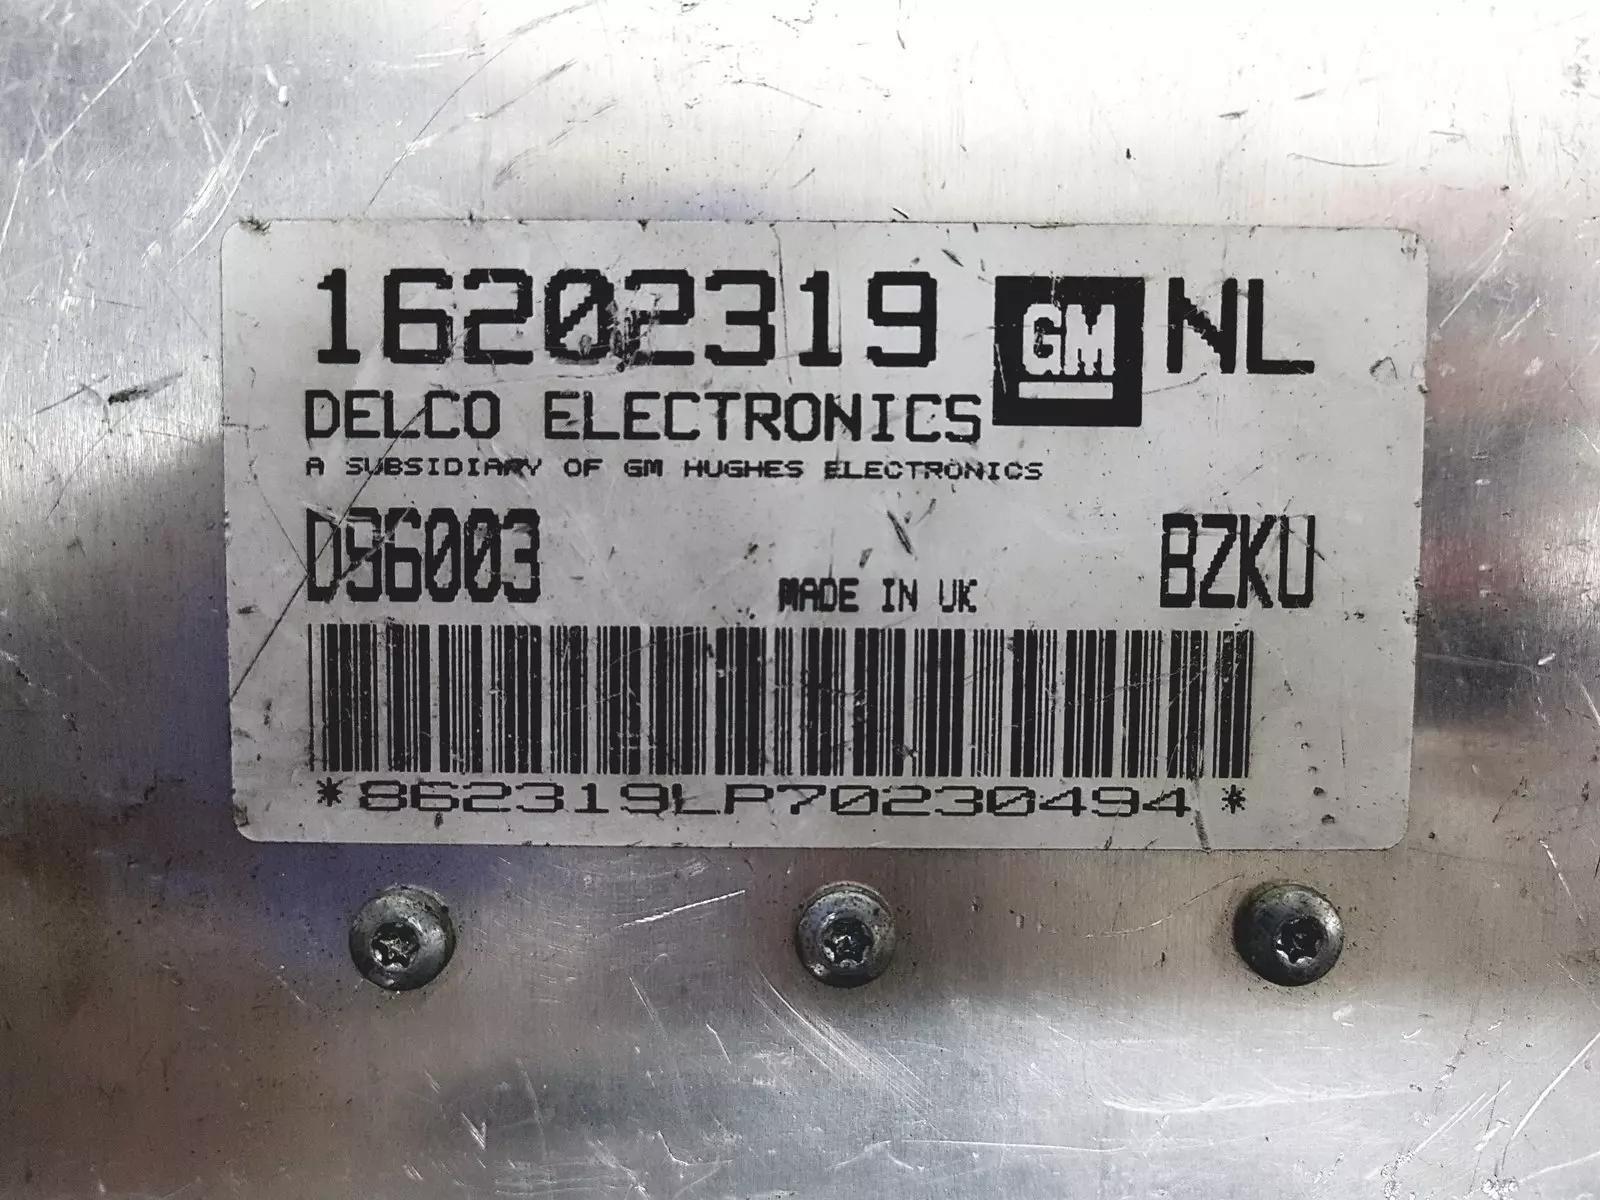 16202319 GM NL
DELCO ELECTRONICS
A SUBSIDIARY OF GM HUGHES ELECTRONICS
D96003 BZKU
MADE IN UK
*862319LP70230494*